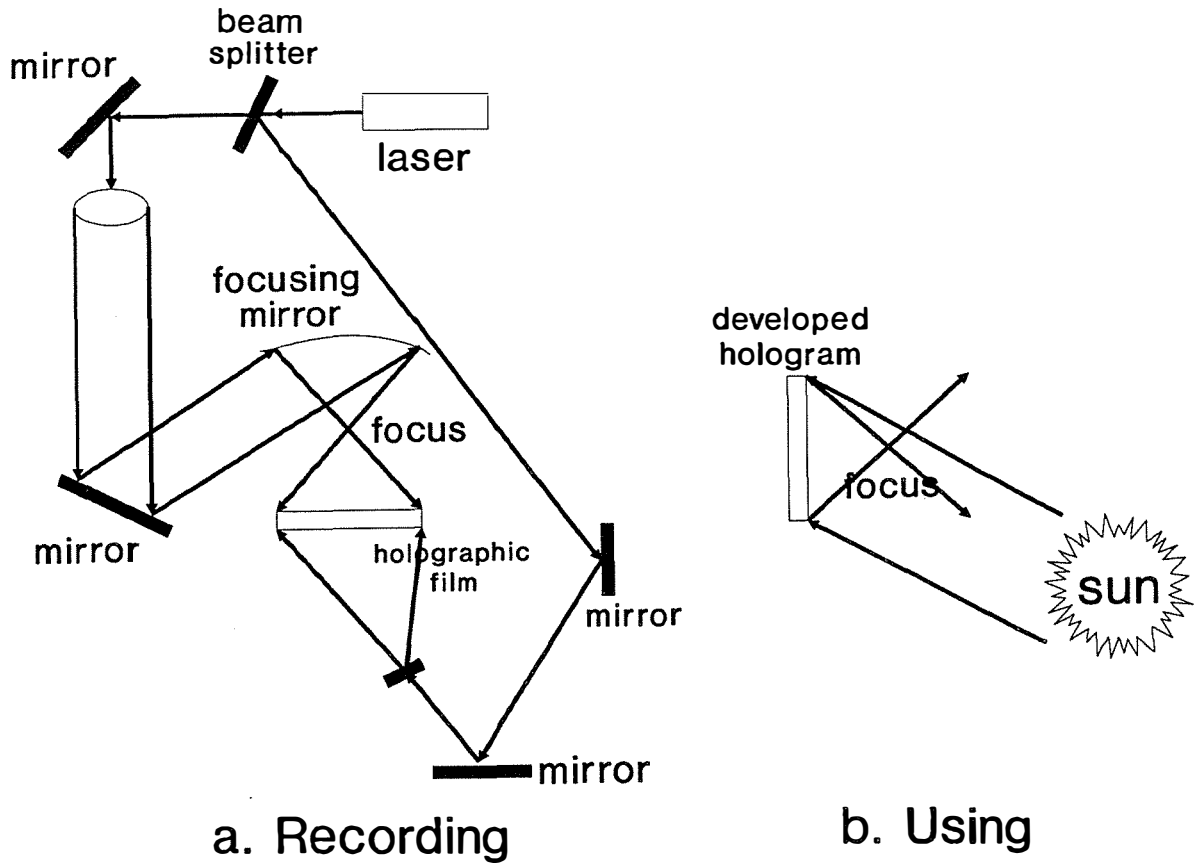 beam
splitter
mirror
laser
focusing
mirror
focus
mirror
holographic
film
mirror
mirror
a. Recording
developed
hologram
focus
sun
b. Using